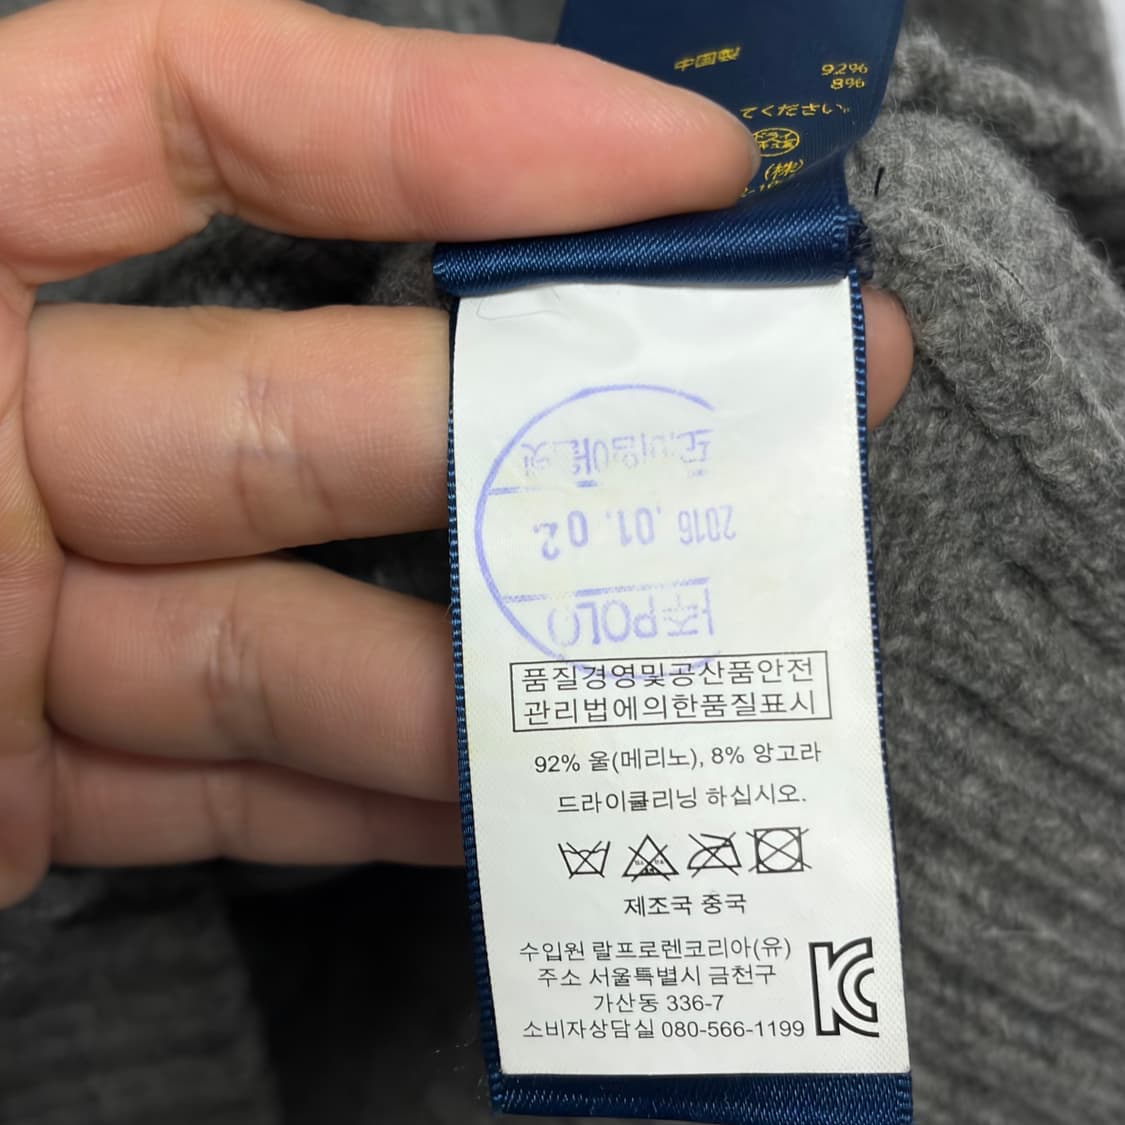 中国製
92%
8%
てください。
ドライ
(株)
2016. 01. 02.
POLO
품질경영및공산품안전
관리법에의한품질표시
92% 울(메리노), 8% 앙고라
드라이클리닝 하십시오.
제조국 중국
수입원 랄프로렌코리아(유)
주소 서울특별시 금천구
가산동 336-7
소비자상담실 080-566-1199